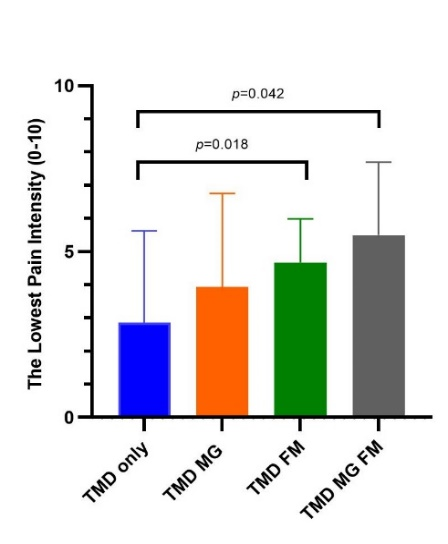 The Lowest Pain Intensity (0-10)
10
5
0
p=0.042
p=0.018
TMD only
TMD MG
TMD FM
TMD MG FM